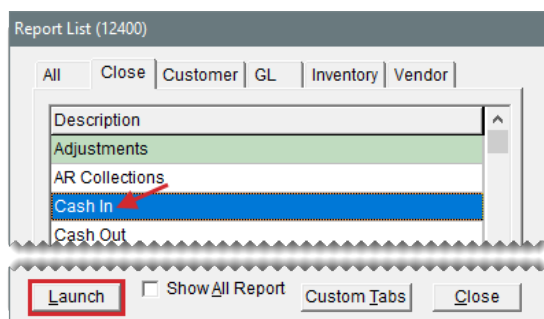 Report List (12400)
All Close Customer GL Inventory Vendor
Description
Adjustments
AR Collections
Cash In
Cash Out
Launch Show All Report Custom Tabs Close